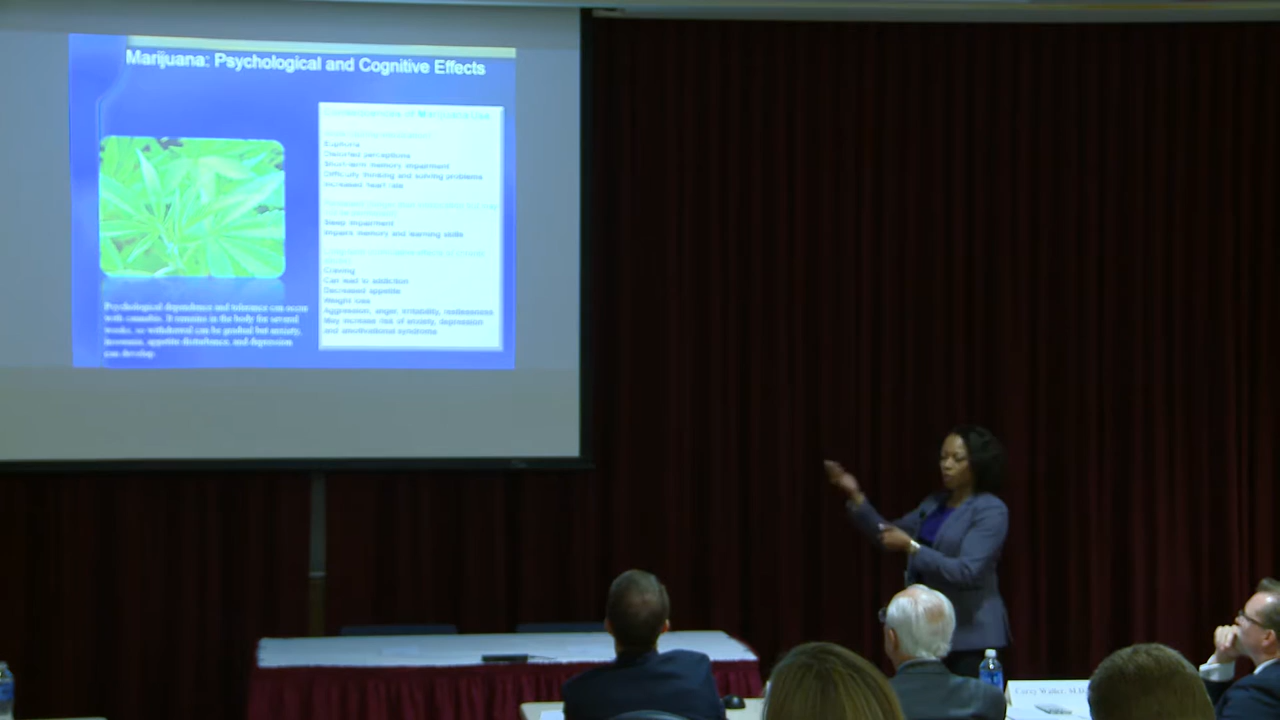 Marijuana: Psychological and Cognitive Effects
Euphoria
Distorted perceptions
Short-term memory impairment
Difficulty thinking and solving problems
Increased heart rate
Sleep impairment
Impairs memory and learning skills
Craving
Can lead to addiction
Decreased appetite
Weight loss
Aggression, anger, irritability, restlessness
May increase risk of anxiety, depression
and amotivational syndrome
Psychological dependence and tolerance can occur
with cannabis. It remains in the body for several
weeks, so withdrawal can be gradual but anxiety,
insomnia, appetite disturbance, and depression
can develop.